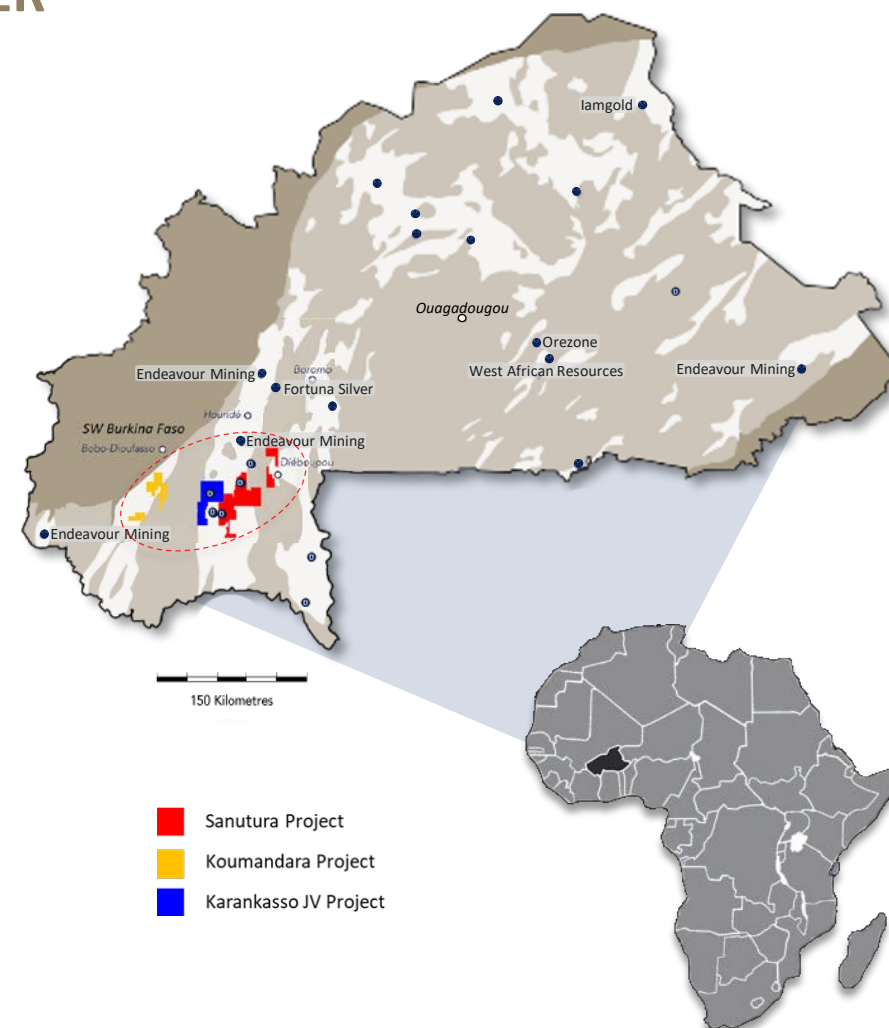 ER
Iamgold
Ouagadougou
Orezone
West African Resources
Endeavour Mining
Endeavour Mining
Boromo
Fortuna Silver
Houndé
SW Burkina Faso
Endeavour Mining
Bobo-Dioulasso
Diébougou
Endeavour Mining
150 Kilometres
Sanutura Project
Koumandara Project
Karankasso JV Project